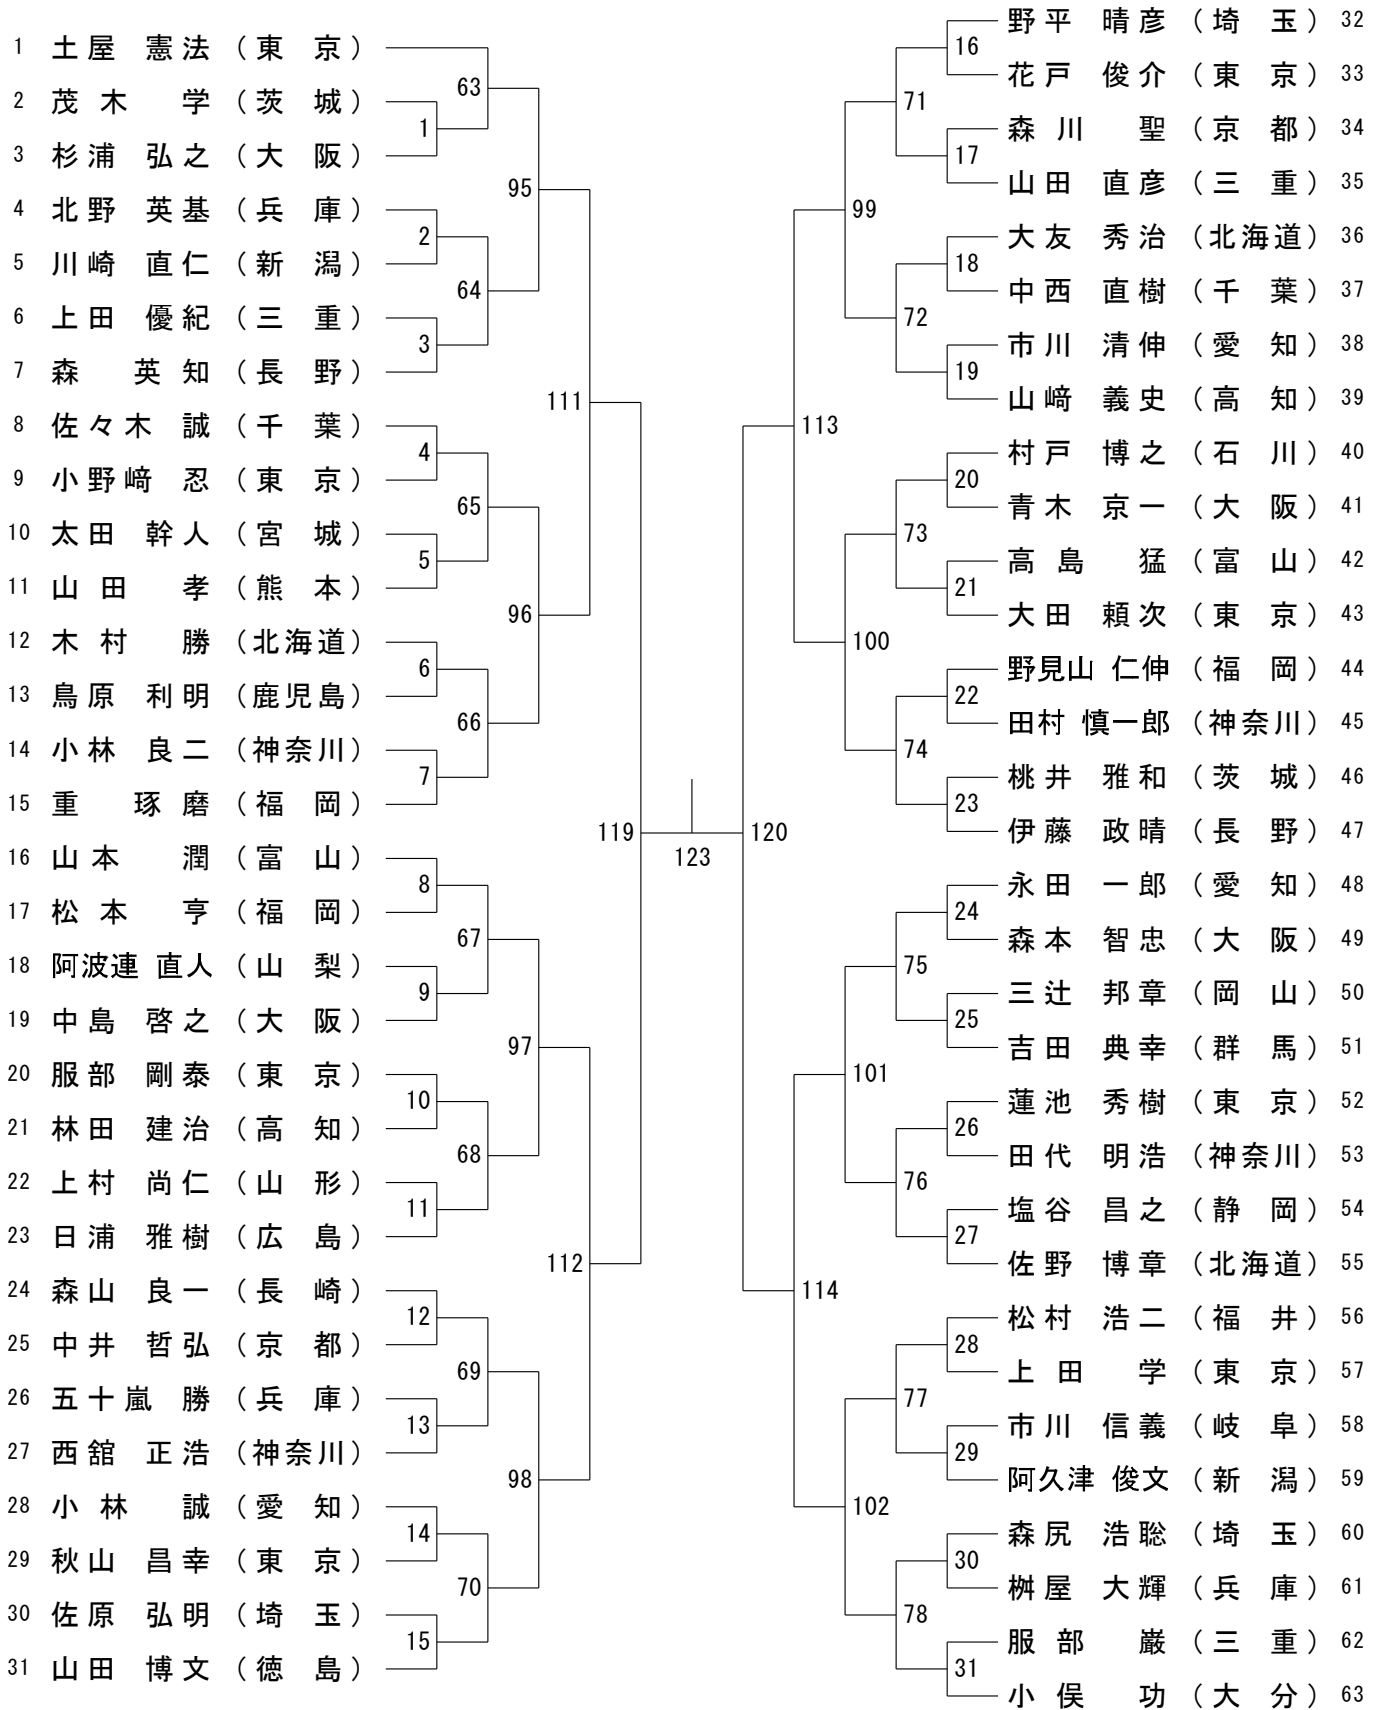 1 土屋 憲法 (東 京)
2 茂木 学 (茨 城)
3 杉浦 弘之 (大 阪)
4 北野 英基 (兵 庫)
5 川崎 直仁 (新 潟)
6 上田 優紀 (三 重)
7 森 英知 (長 野)
8 佐々木 誠 (千 葉)
9 小野﨑 忍 (東 京)
10 太田 幹人 (宮 城)
11 山田 孝 (熊 本)
12 木村 勝 (北海道)
13 鳥原 利明 (鹿児島)
14 小林 良二 (神奈川)
15 重 琢磨 (福 岡)
16 山本 潤 (富 山)
17 松本 亨 (福 岡)
18 阿波連 直人 (山 梨)
19 中島 啓之 (大 阪)
20 服部 剛泰 (東 京)
21 林田 建治 (高 知)
22 上村 尚仁 (山 形)
23 日浦 雅樹 (広 島)
24 森山 良一 (長 崎)
25 中井 哲弘 (京 都)
26 五十嵐 勝 (兵 庫)
27 西舘 正浩 (神奈川)
28 小林 誠 (愛 知)
29 秋山 昌幸 (東 京)
30 佐原 弘明 (埼 玉)
31 山田 博文 (徳 島)
1
2
3
4
5
6
7
8
9
10
11
12
13
14
15
63
64
65
66
67
68
69
70
95
96
97
98
111
112
119
123
120
113
114
99
100
101
102
71
72
73
74
75
76
77
78
16
17
18
19
20
21
22
23
24
25
26
27
28
29
30
31
野平 晴彦 (埼 玉) 32
花戸 俊介 (東 京) 33
森川 聖 (京 都) 34
山田 直彦 (三 重) 35
大友 秀治 (北海道) 36
中西 直樹 (千 葉) 37
市川 清伸 (愛 知) 38
山﨑 義史 (高 知) 39
村戸 博之 (石 川) 40
青木 京一 (大 阪) 41
高島 猛 (富 山) 42
大田 頼次 (東 京) 43
野見山 仁伸 (福 岡) 44
田村 慎一郎 (神奈川) 45
桃井 雅和 (茨 城) 46
伊藤 政晴 (長 野) 47
永田 一郎 (愛 知) 48
森本 智忠 (大 阪) 49
三辻 邦章 (岡 山) 50
吉田 典幸 (群 馬) 51
蓮池 秀樹 (東 京) 52
田代 明浩 (神奈川) 53
塩谷 昌之 (静 岡) 54
佐野 博章 (北海道) 55
松村 浩二 (福 井) 56
上田 学 (東 京) 57
市川 信義 (岐 阜) 58
阿久津 俊文 (新 潟) 59
森尻 浩聡 (埼 玉) 60
桝屋 大輝 (兵 庫) 61
服部 巌 (三 重) 62
小俣 功 (大 分) 63